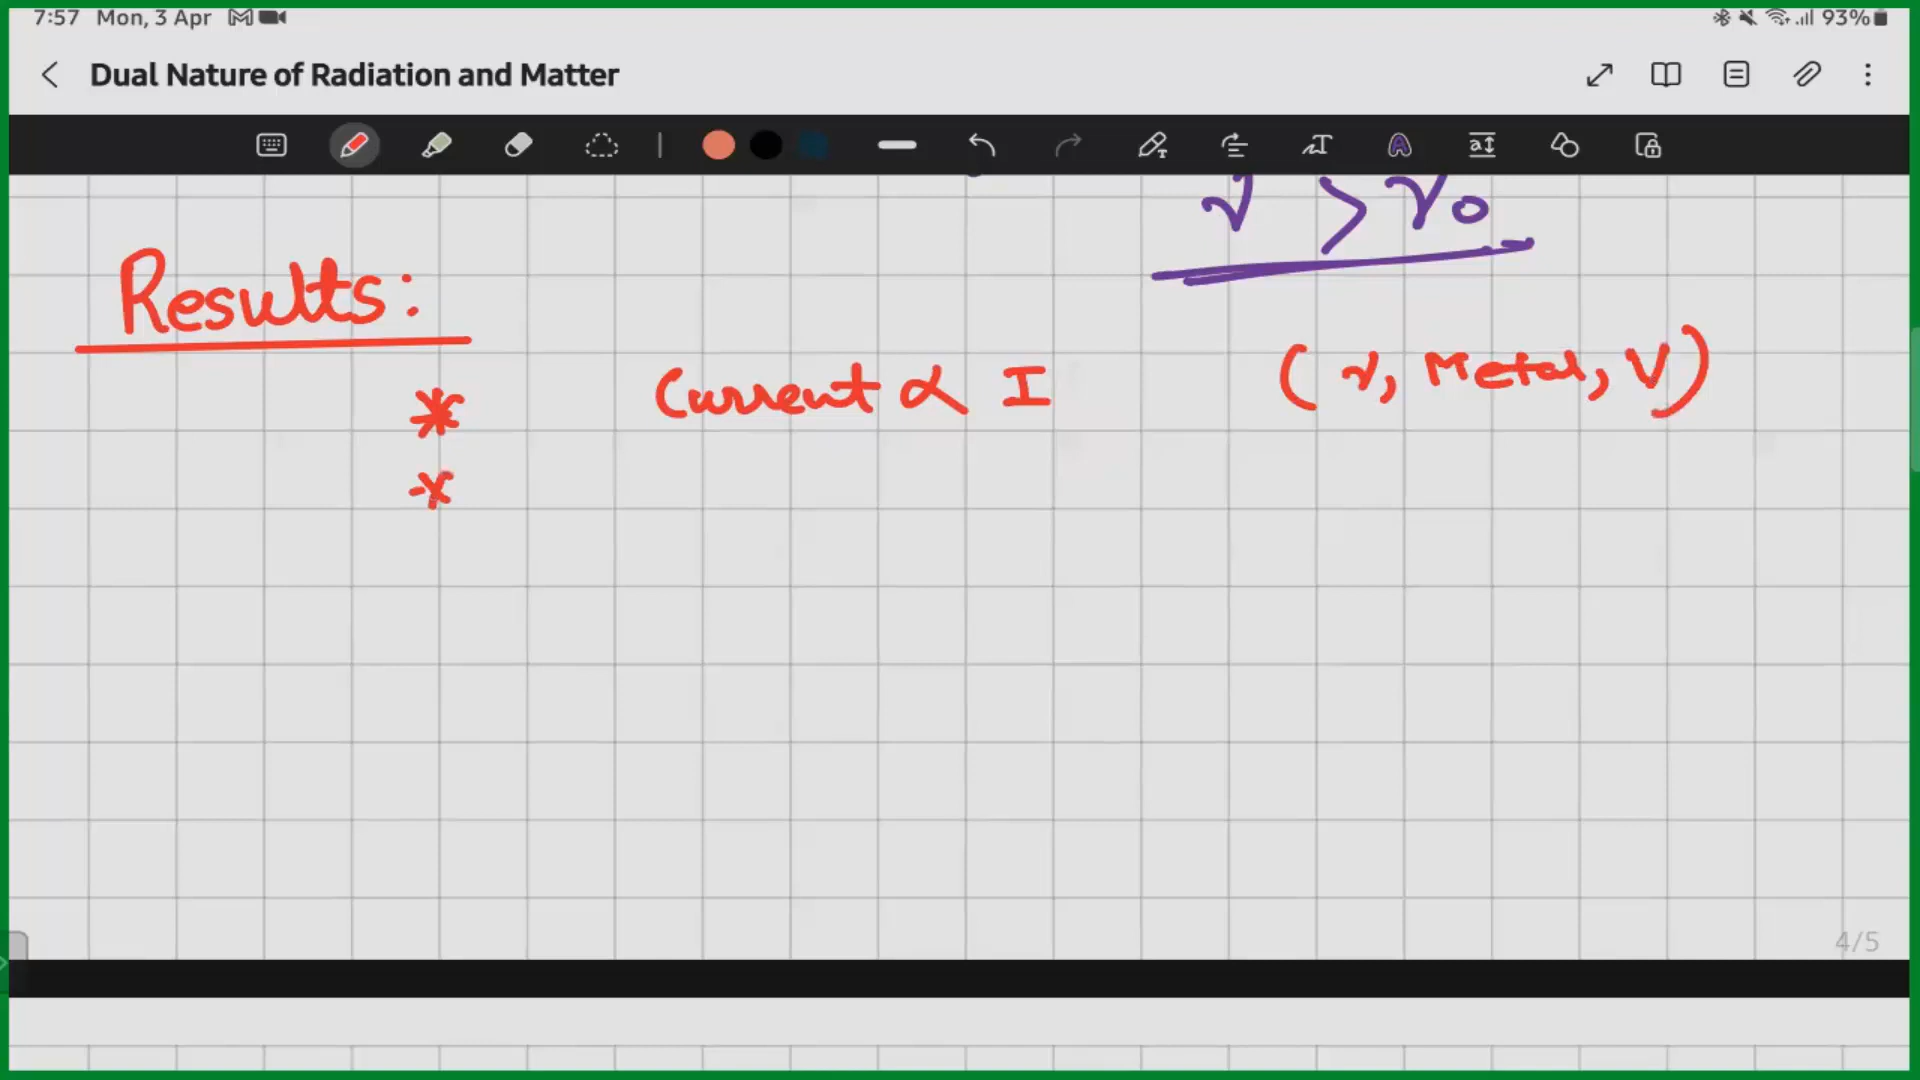 7:57 Mon, 3 Apr 93%
Dual Nature of Radiation and Matter
ν > ν₀
Results:
* Current ∝ I (ν, Metal, V)
*
4/5